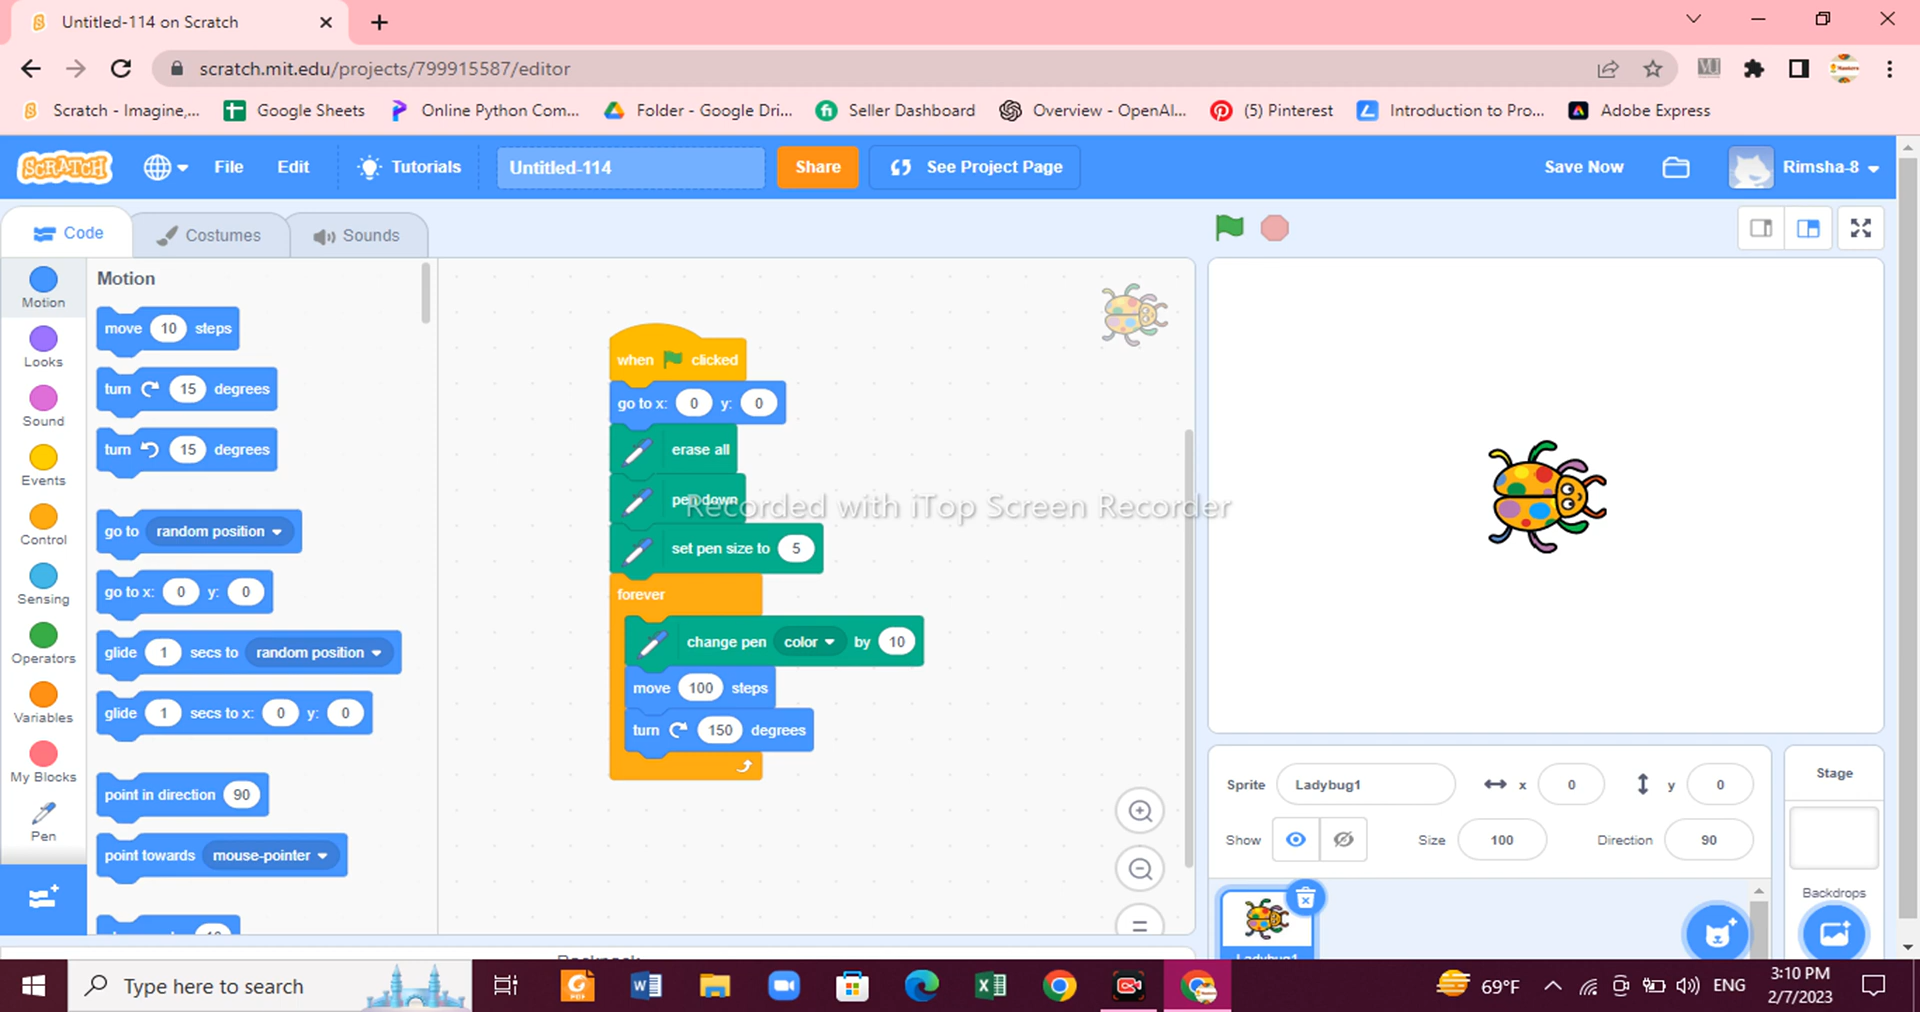 Untitled-114 on Scratch
scratch.mit.edu/projects/799915587/editor
Scratch - Imagine,... Google Sheets Online Python Com... Folder - Google Dri... Seller Dashboard Overview - OpenAI... (5) Pinterest Introduction to Pro... Adobe Express
SCRATCH File Edit Tutorials Untitled-114 Share See Project Page Save Now Rimsha-8
Code Costumes Sounds
Motion
Looks
Sound
Events
Control
Sensing
Operators
Variables
My Blocks
Pen
Motion
move 10 steps
turn 15 degrees
turn 15 degrees
go to random position
go to x: 0 y: 0
glide 1 secs to random position
glide 1 secs to x: 0 y: 0
point in direction 90
point towards mouse-pointer
when clicked
go to x: 0 y: 0
erase all
pen down
set pen size to 5
forever
change pen color by 10
move 100 steps
turn 150 degrees
Recorded with iTop Screen Recorder
Sprite Ladybug1 x 0 y 0
Show Size 100 Direction 90
Ladybug1
Stage
Backdrops
Backpack
Type here to search
69°F ENG
3:10 PM
2/7/2023